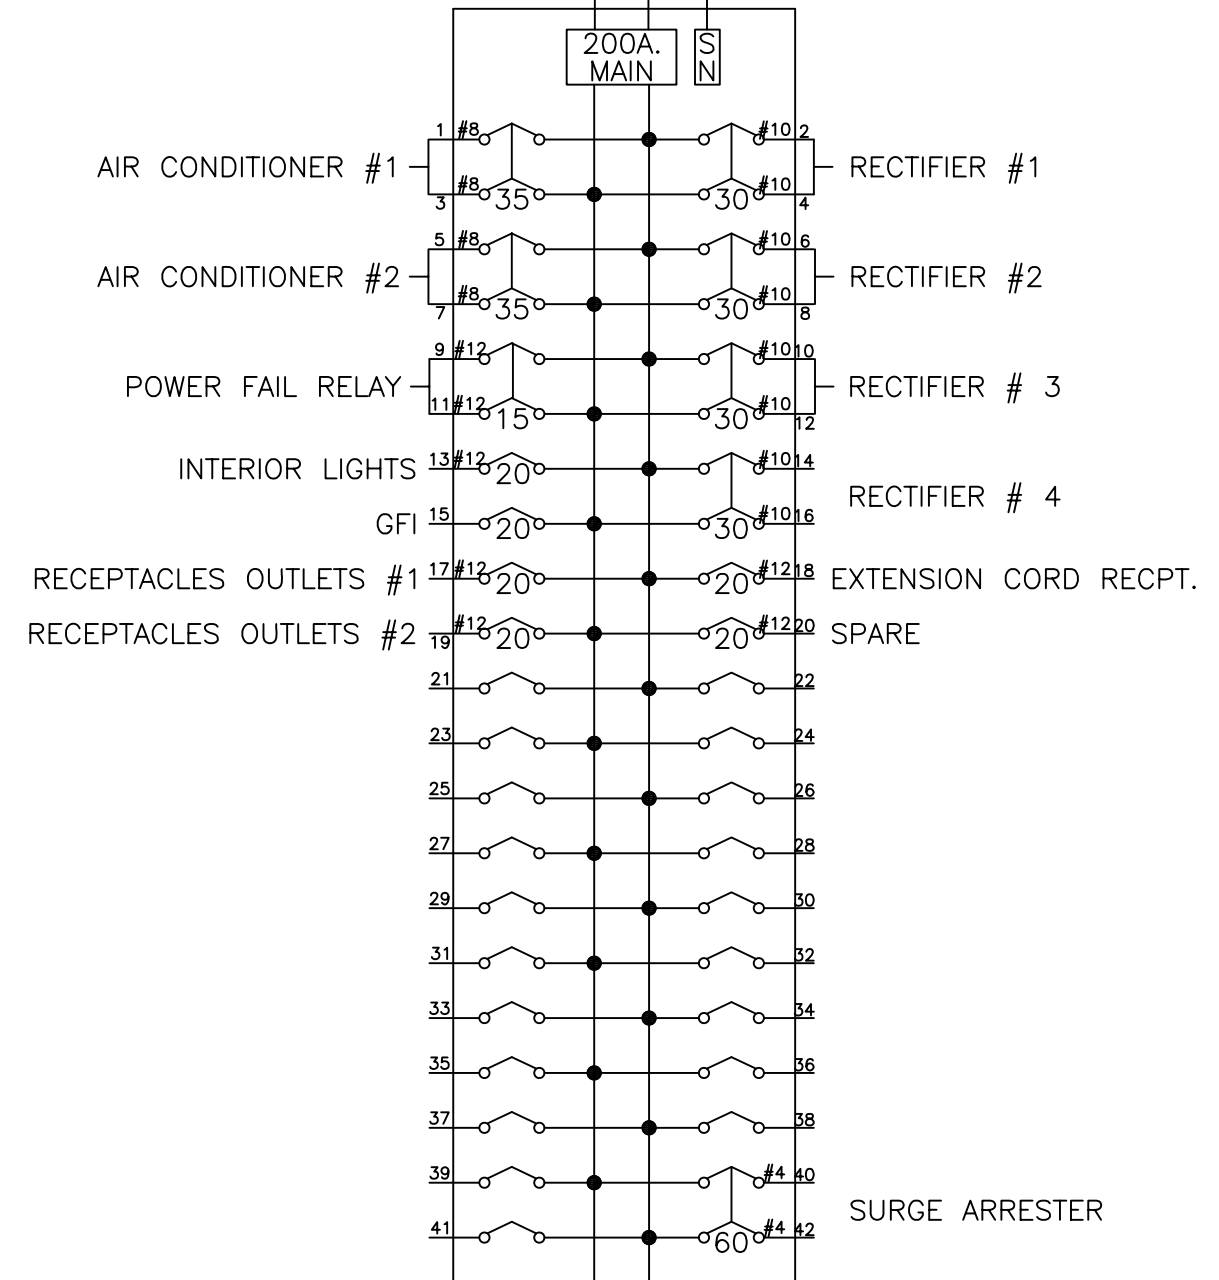 200A.
MAIN
S
N
1 #8 #10 2
AIR CONDITIONER #1 RECTIFIER #1
3 #8 35 30 #10 4
5 #8 #10 6
AIR CONDITIONER #2 RECTIFIER #2
7 #8 35 30 #10 8
9 #12 #10 10
POWER FAIL RELAY RECTIFIER # 3
11 #12 15 30 #10 12
INTERIOR LIGHTS 13 #12 20 #10 14
RECTIFIER # 4
GFI 15 20 30 #10 16
RECEPTACLES OUTLETS #1 17 #12 20 20 #12 18 EXTENSION CORD RECPT.
RECEPTACLES OUTLETS #2 19 #12 20 20 #12 20 SPARE
21 22
23 24
25 26
27 28
29 30
31 32
33 34
35 36
37 38
39 #4 40
SURGE ARRESTER
41 60 #4 42